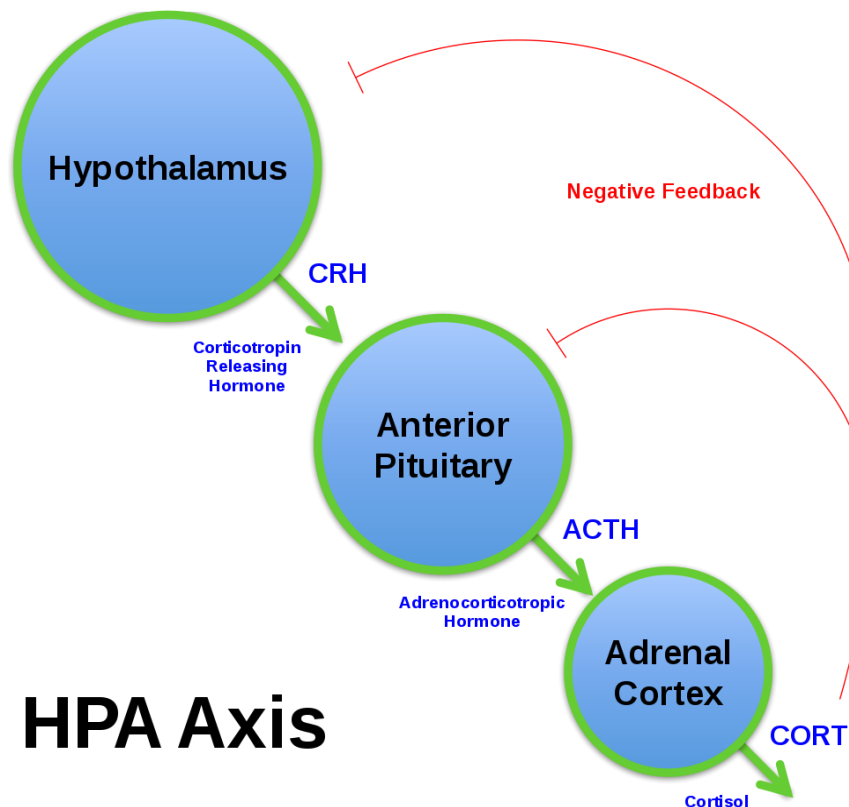 Hypothalamus
Negative Feedback
CRH
Corticotropin
Releasing
Hormone
Anterior
Pituitary
ACTH
Adrenocorticotropic
Hormone
Adrenal
Cortex
HPA Axis
CORT
Cortisol